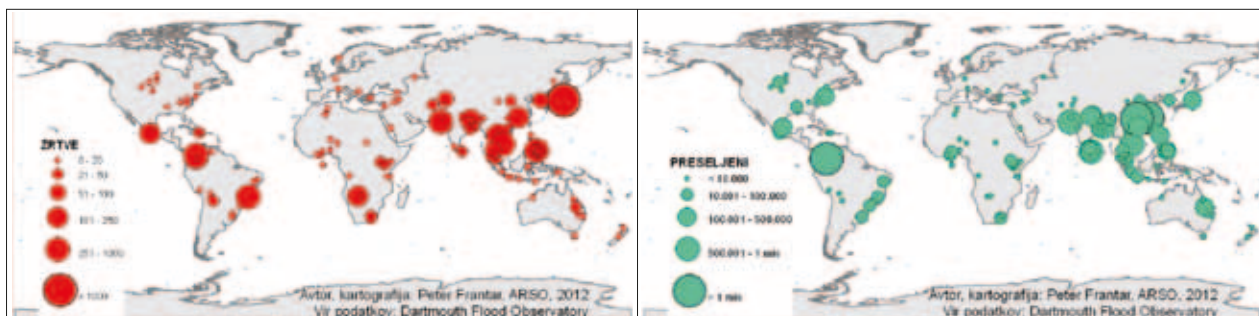 ŽRTVE
0 - 20
21 - 50
51 - 100
101 - 250
251 - 1000
> 1000
Avtor, kartografija: Peter Frantar, ARSO, 2012
Vir podatkov: Dartmouth Flood Observatory
PRESELJENI
< 10.000
10.001 - 100.000
100.001 - 500.000
500.001 - 1 mio
> 1 mio
Avtor, kartografija: Peter Frantar, ARSO, 2012
Vir podatkov: Dartmouth Flood Observatory